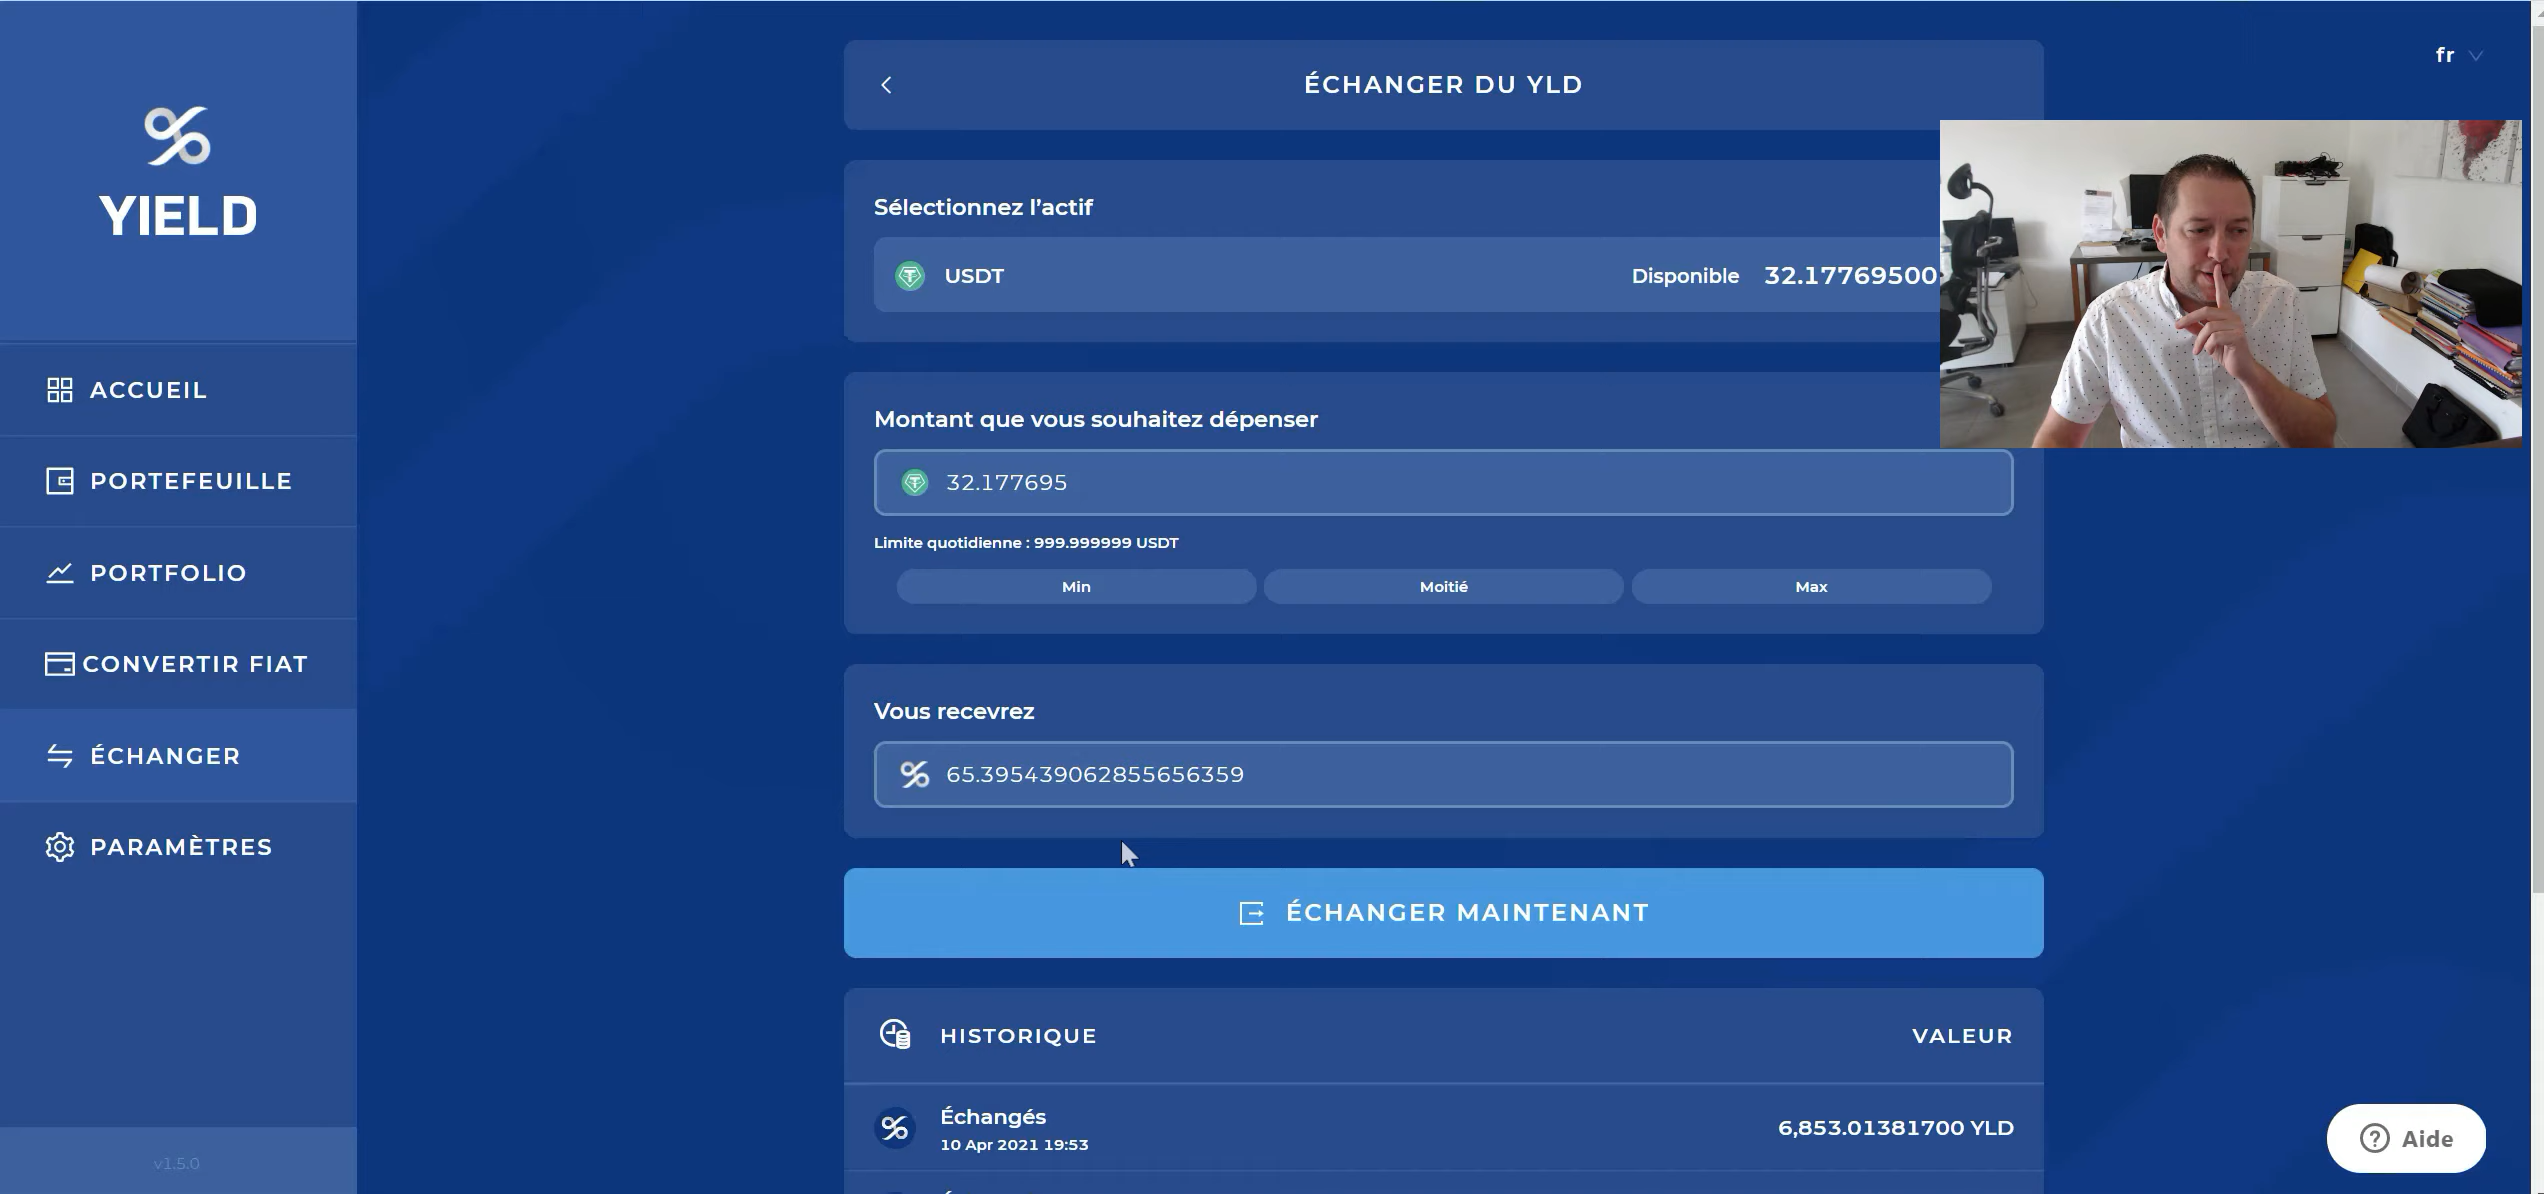 YIELD
ACCUEIL
PORTEFEUILLE
PORTFOLIO
CONVERTIR FIAT
ÉCHANGER
PARAMÈTRES
v1.5.0
ÉCHANGER DU YLD
fr
Sélectionnez l’actif
USDT
Disponible 32.17769500
Montant que vous souhaitez dépenser
32.177695
Limite quotidienne : 999.999999 USDT
Min
Moitié
Max
Vous recevrez
65.395439062855656359
ÉCHANGER MAINTENANT
HISTORIQUE
VALEUR
Échangés
10 Apr 2021 19:53
6,853.01381700 YLD
Aide